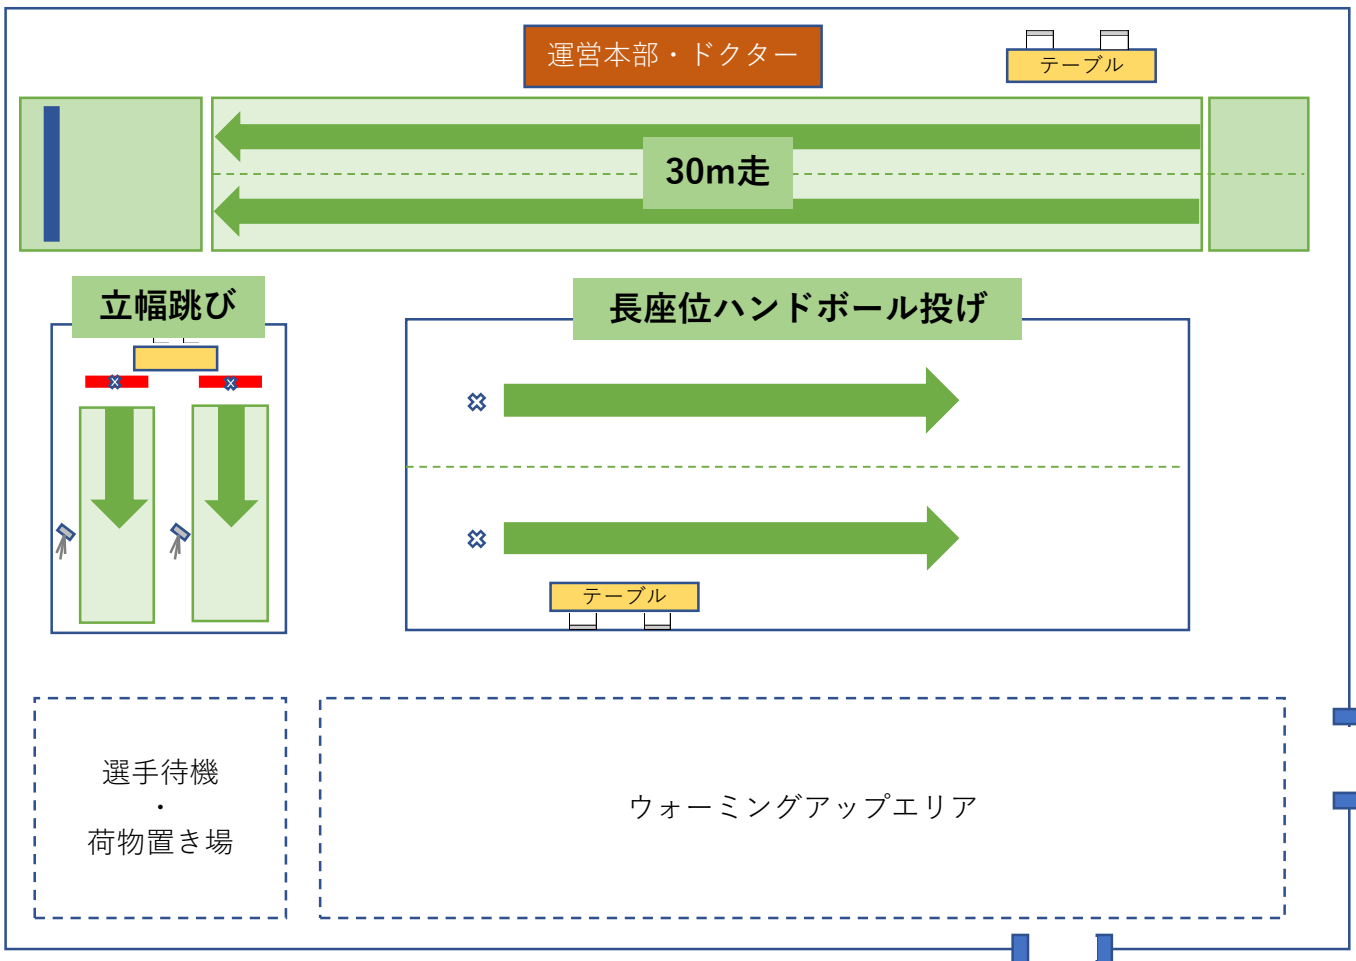 運営本部・ドクター
テーブル
30m走
立幅跳び
長座位ハンドボール投げ
テーブル
選手待機
・
荷物置き場
ウォーミングアップエリア